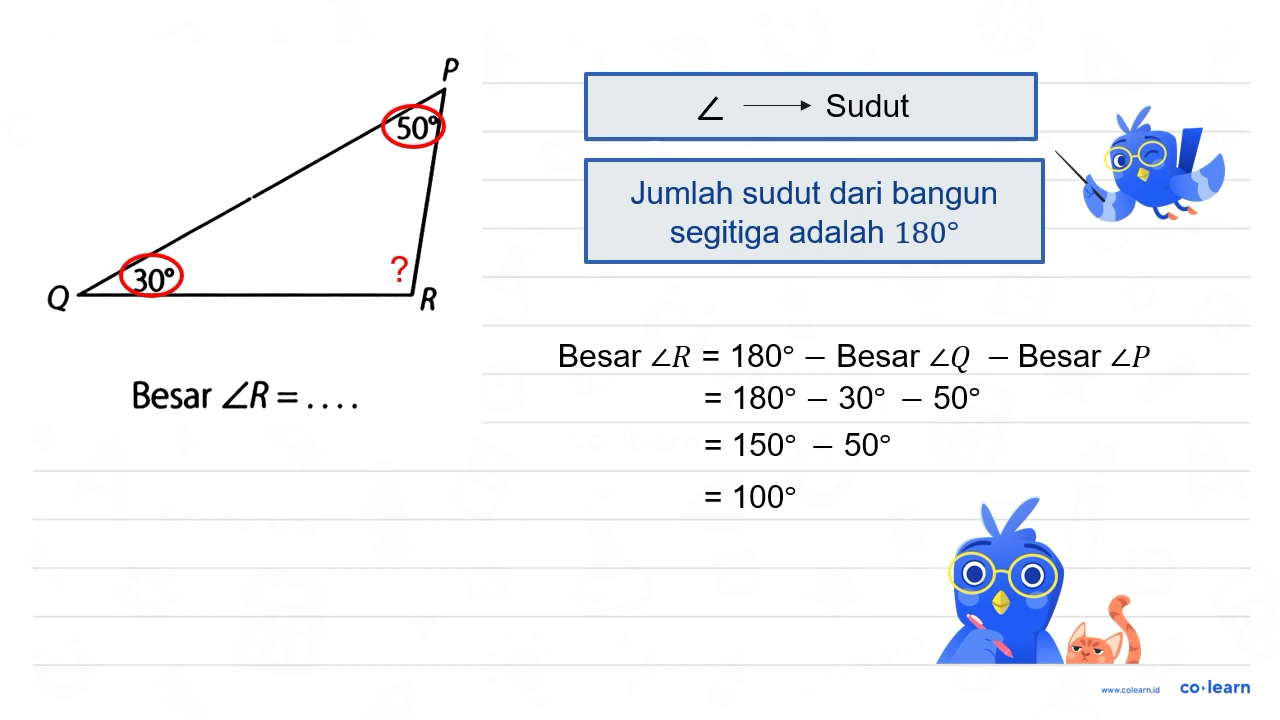 P
50°
30°
?
Q
R
Besar ∠R = . . . .
∠ ⟶ Sudut
Jumlah sudut dari bangun
segitiga adalah 180°
Besar ∠R = 180° − Besar ∠Q − Besar ∠P
= 180° − 30° − 50°
= 150° − 50°
= 100°
www.colearn.id
co·learn